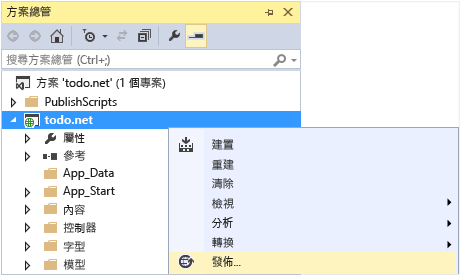 方案總管
搜尋方案總管 (Ctrl+;)
方案 'todo.net' (1 個專案)
PublishScripts
todo.net
屬性
參考
App_Data
App_Start
內容
控制器
字型
模型
建置
重建
清除
檢視
分析
轉換
發佈...